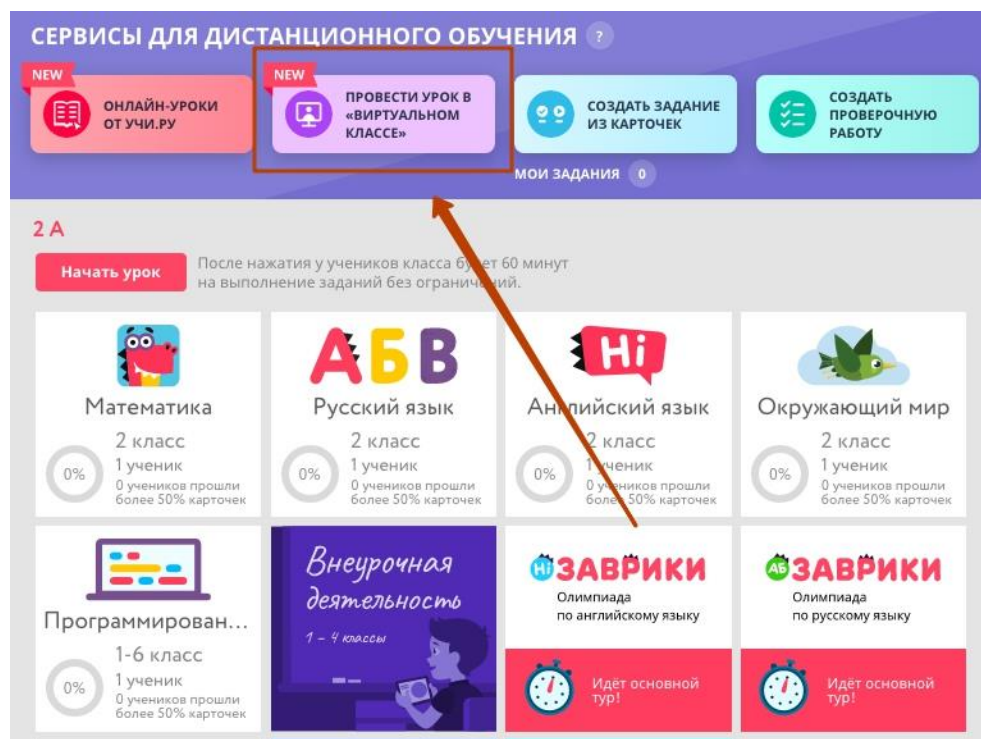 СЕРВИСЫ ДЛЯ ДИСТАНЦИОННОГО ОБУЧЕНИЯ ?
NEW
ОНЛАЙН-УРОКИ
ОТ УЧИ.РУ
NEW
ПРОВЕСТИ УРОК В
«ВИРТУАЛЬНОМ
КЛАССЕ»
СОЗДАТЬ ЗАДАНИЕ
ИЗ КАРТОЧЕК
СОЗДАТЬ
ПРОВЕРОЧНУЮ
РАБОТУ
МОИ ЗАДАНИЯ 0
2 А
Начать урок
После нажатия у учеников класса будет 60 минут
на выполнение заданий без ограничений.
Математика
2 класс
0%
1 ученик
0 учеников прошли
более 50% карточек
АБВ
Русский язык
2 класс
0%
1 ученик
0 учеников прошли
более 50% карточек
Hi
Английский язык
2 класс
0%
1 ученик
0 учеников прошли
более 50% карточек
Окружающий мир
2 класс
0%
1 ученик
0 учеников прошли
более 50% карточек
Программирован...
1-6 класс
0%
1 ученик
0 учеников прошли
более 50% карточек
Внеурочная
деятельность
1 – 4 классы
Hi ЗАВРИКИ
Олимпиада
по английскому языку
Идёт основной
тур!
АБ ЗАВРИКИ
Олимпиада
по русскому языку
Идёт основной
тур!